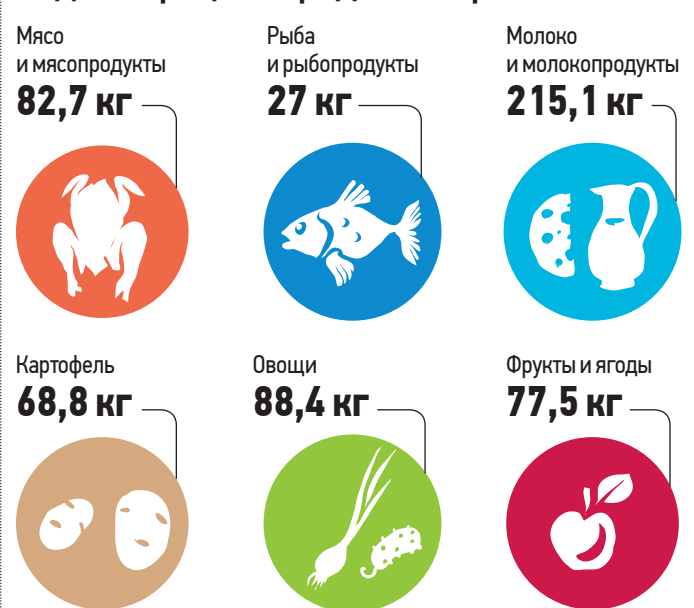 Мясо
и мясопродукты
82,7 кг
Рыба
и рыбопродукты
27 кг
Молоко
и молокопродукты
215,1 кг
Картофель
68,8 кг
Овощи
88,4 кг
Фрукты и ягоды
77,5 кг